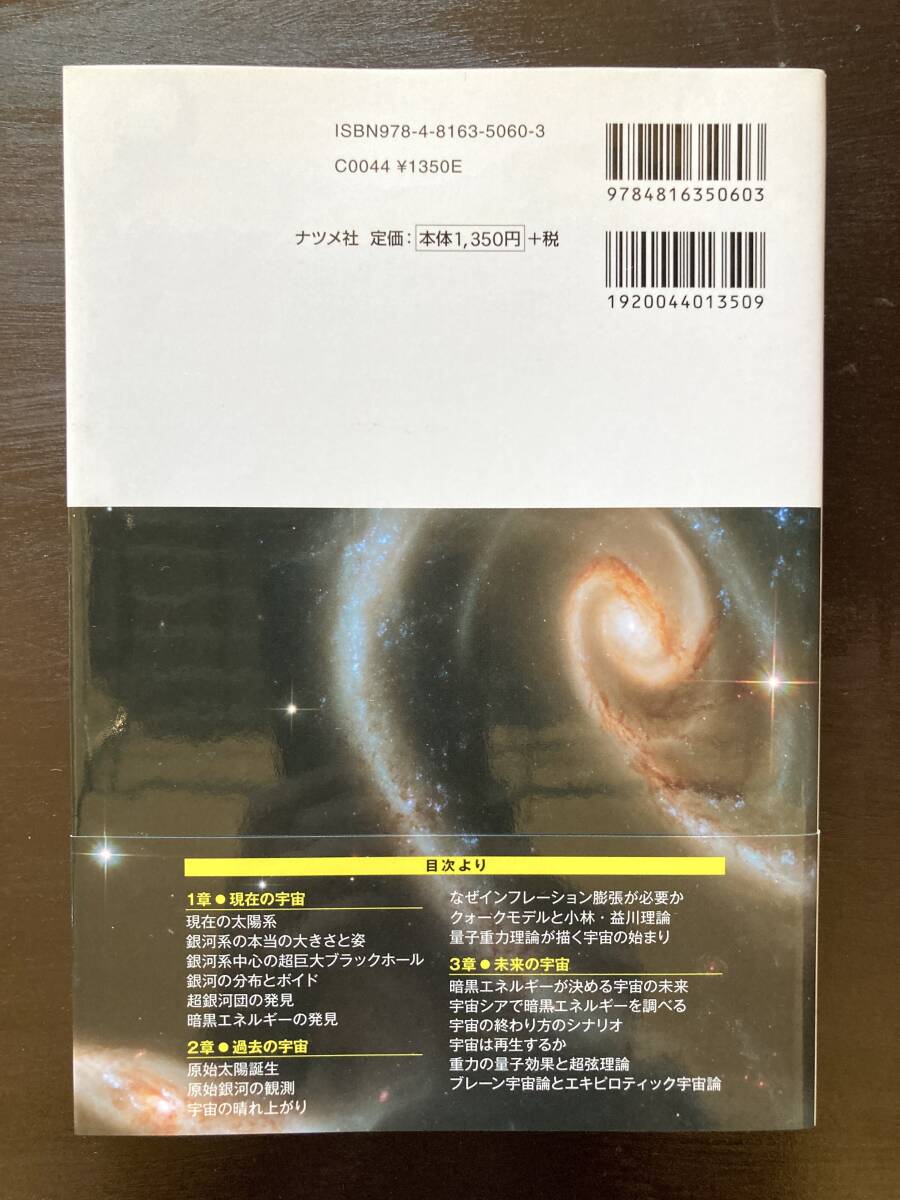 ISBN978-4-8163-5060-3
C0044 ¥1350E
9784816350603
ナツメ社 定価:本体1,350円+税
1920044013509
目次より
1章●現在の宇宙
現在の太陽系
銀河系の本当の大きさと姿
銀河系中心の超巨大ブラックホール
銀河の分布とボイド
超銀河団の発見
暗黒エネルギーの発見
2章●過去の宇宙
原始太陽誕生
原始銀河の観測
宇宙の晴れ上がり
なぜインフレーション膨張が必要か
クォークモデルと小林・益川理論
量子重力理論が描く宇宙の始まり
3章●未来の宇宙
暗黒エネルギーが決める宇宙の未来
宇宙シアで暗黒エネルギーを調べる
宇宙の終わり方のシナリオ
宇宙は再生するか
重力の量子効果と超弦理論
ブレーン宇宙論とエキピロティック宇宙論